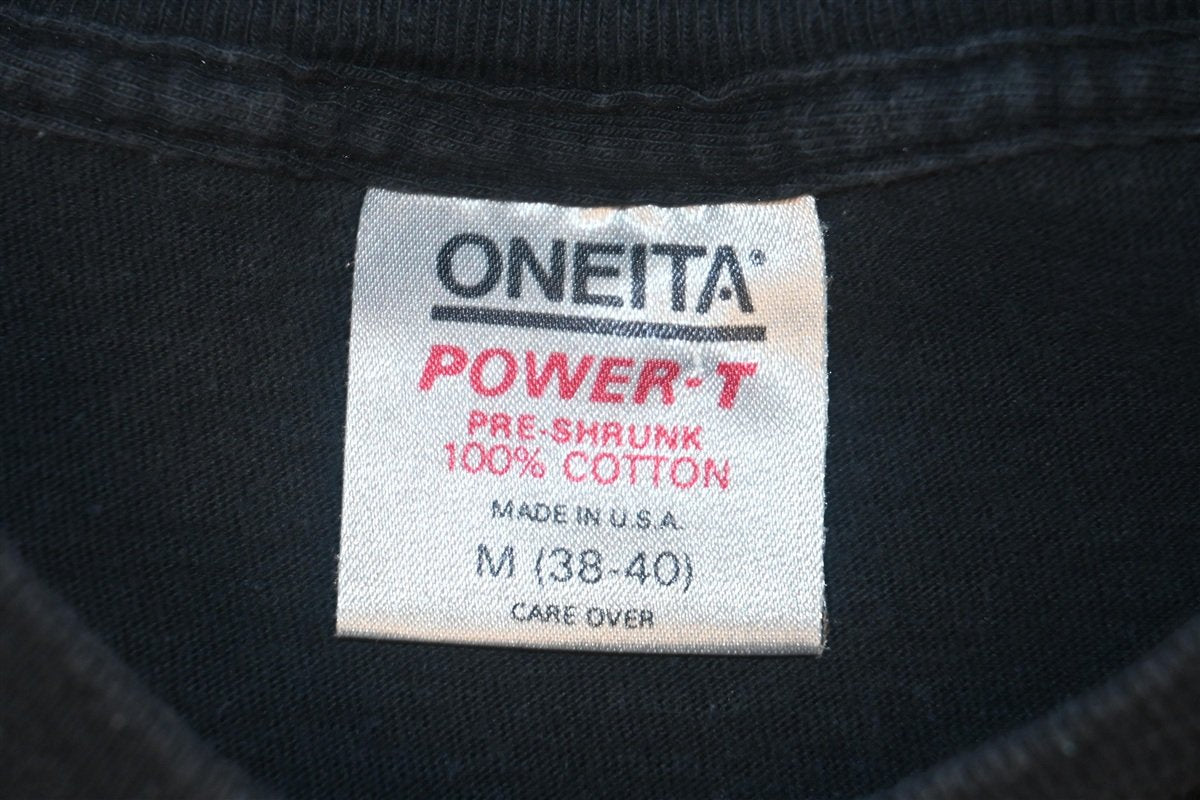 ONEITA®
POWER-T
PRE-SHRUNK
100% COTTON
MADE IN U.S.A.
M (38-40)
CARE OVER